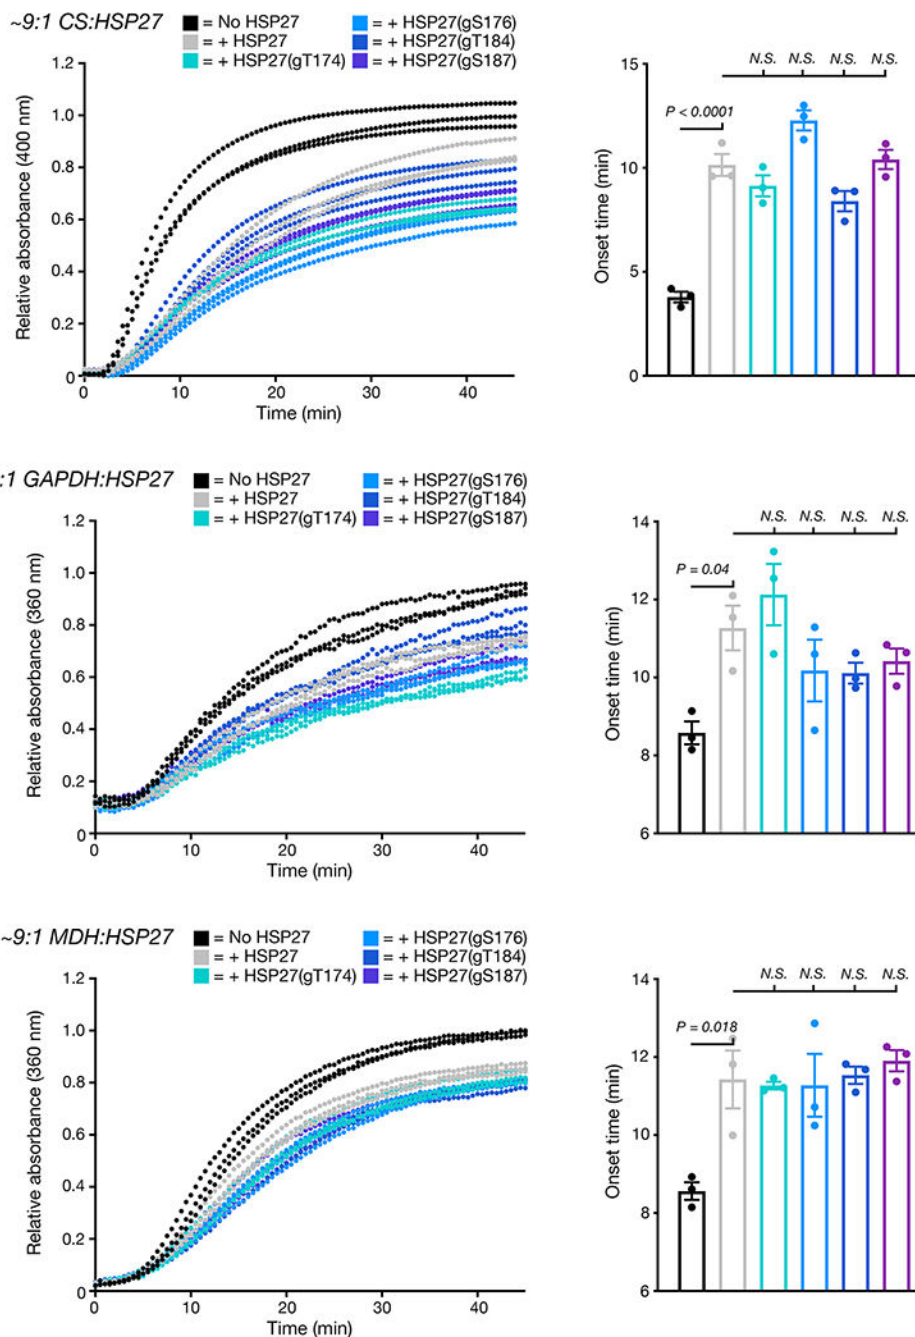 ~9:1 CS:HSP27
= No HSP27
= + HSP27
= + HSP27(gT174)
= + HSP27(gS176)
= + HSP27(gT184)
= + HSP27(gS187)
Relative absorbance (400 nm)
1.2
1.0
0.8
0.6
0.4
0.2
0
0 10 20 30 40
Time (min)
Onset time (min)
15
10
5
0
P < 0.0001
N.S. N.S. N.S. N.S.
:1 GAPDH:HSP27
= No HSP27
= + HSP27
= + HSP27(gT174)
= + HSP27(gS176)
= + HSP27(gT184)
= + HSP27(gS187)
Relative absorbance (360 nm)
1.2
1.0
0.8
0.6
0.4
0.2
0
0 10 20 30 40
Time (min)
Onset time (min)
14
12
10
8
6
P = 0.04
N.S. N.S. N.S. N.S.
~9:1 MDH:HSP27
= No HSP27
= + HSP27
= + HSP27(gT174)
= + HSP27(gS176)
= + HSP27(gT184)
= + HSP27(gS187)
Relative absorbance (360 nm)
1.2
1.0
0.8
0.6
0.4
0.2
0
0 10 20 30 40
Time (min)
Onset time (min)
14
12
10
8
6
P = 0.018
N.S. N.S. N.S. N.S.